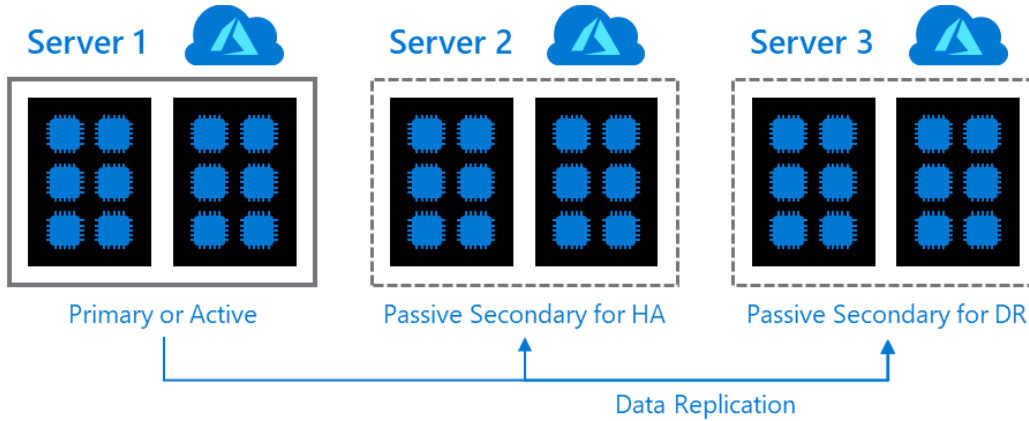 Server 1
Server 2
Server 3
Primary or Active
Passive Secondary for HA
Passive Secondary for DR
Data Replication